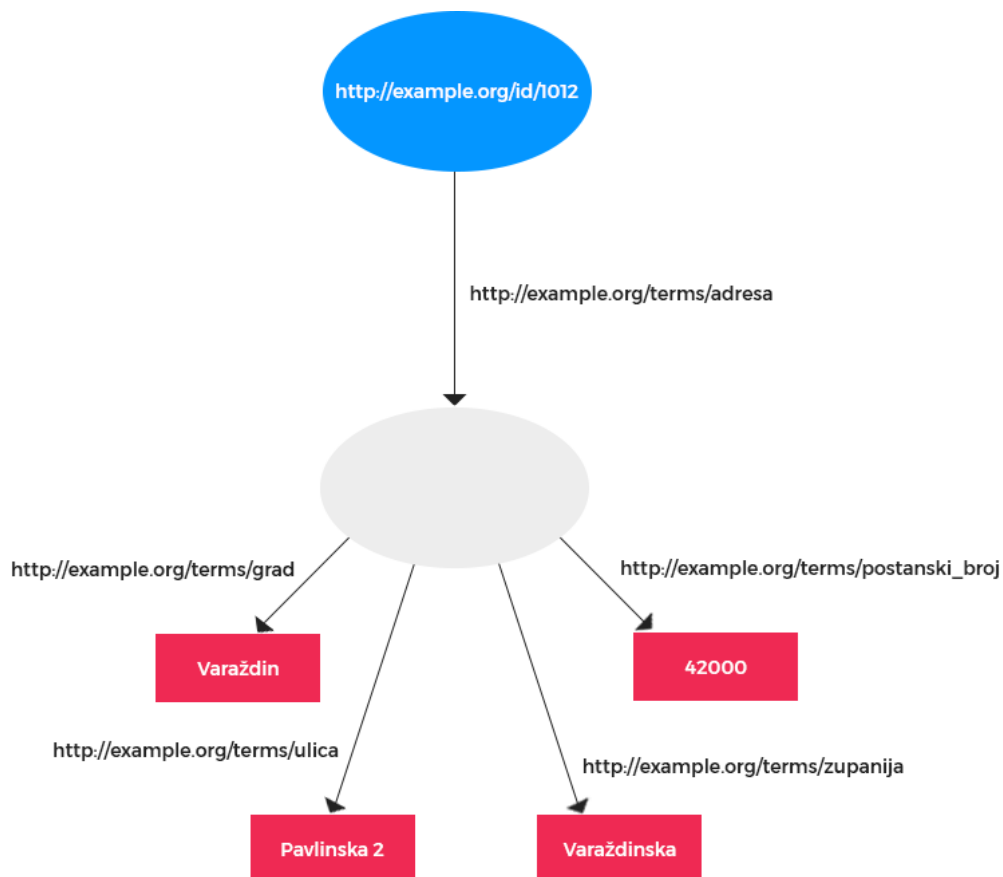 http://example.org/id/1012
http://example.org/terms/adresa
http://example.org/terms/grad
http://example.org/terms/postanski_broj
Varaždin
42000
http://example.org/terms/ulica
http://example.org/terms/zupanija
Pavlinska 2
Varaždinska